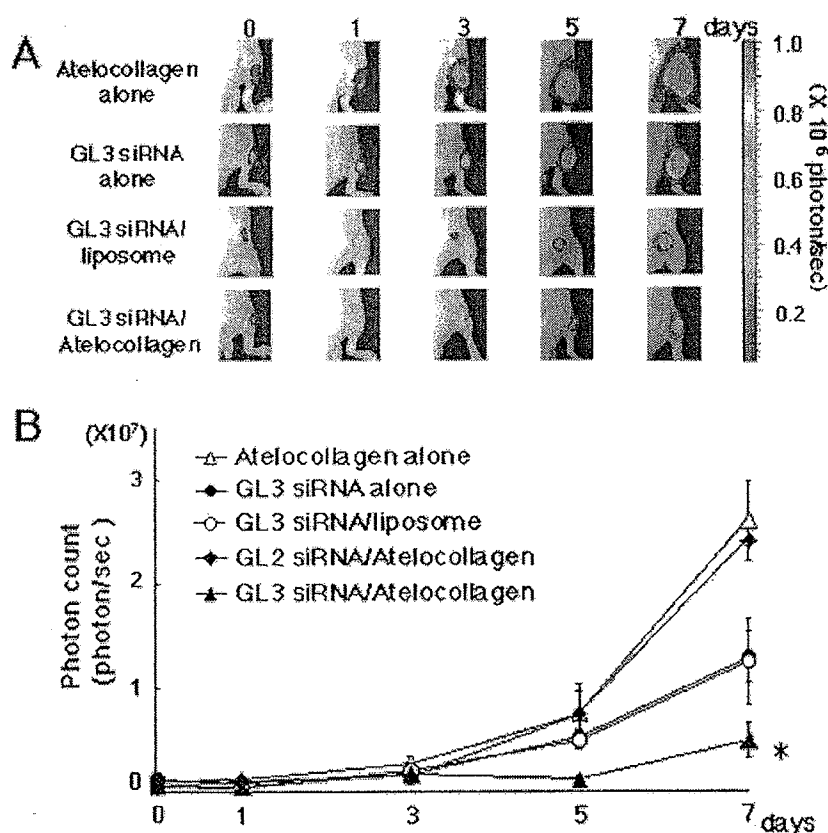 0 1 3 5 7 days
A
Atelocollagen
alone
GL3 siRNA
alone
GL3 siRNA/
liposome
GL3 siRNA/
Atelocollagen
1.0
0.8
0.6
0.4
0.2
(X 10⁶ photon/sec)
B
(X10⁷)
3
2
1
0
Photon count
(photon/sec)
Atelocollagen alone
GL3 siRNA alone
GL3 siRNA/liposome
GL2 siRNA/Atelocollagen
GL3 siRNA/Atelocollagen
*
0 1 3 5 7 days